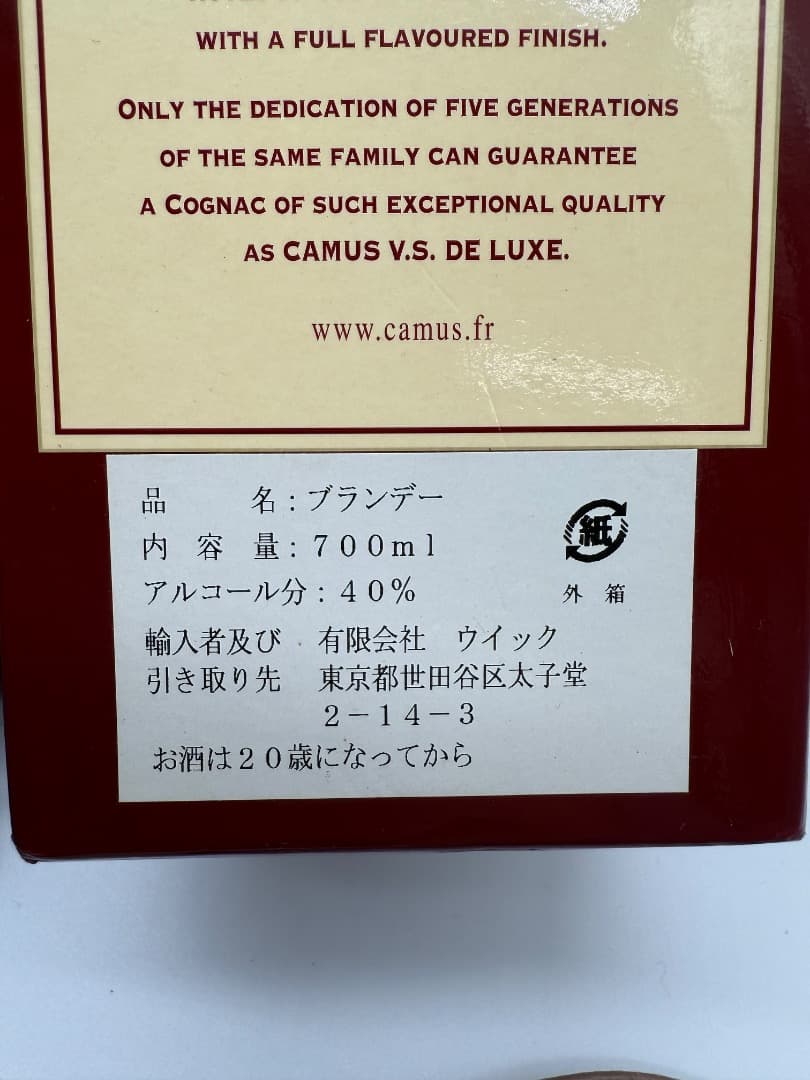 WITH A FULL FLAVOURED FINISH.
ONLY THE DEDICATION OF FIVE GENERATIONS
OF THE SAME FAMILY CAN GUARANTEE
A COGNAC OF SUCH EXCEPTIONAL QUALITY
AS CAMUS V.S. DE LUXE.
www.camus.fr
品名：ブランデー
内容量：７００ｍｌ
アルコール分：４０％
輸入者及び 有限会社 ウイック
引き取り先 東京都世田谷区太子堂
２－１４－３
お酒は２０歳になってから
紙
外箱